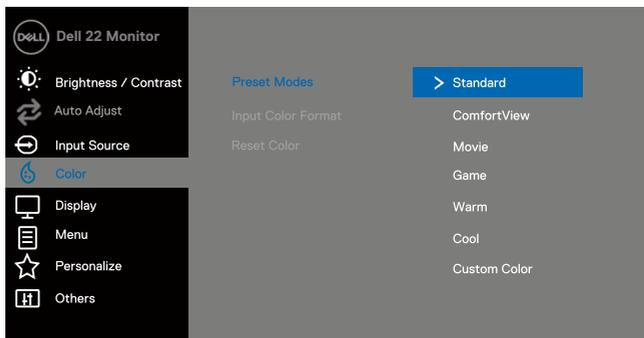 DELL Dell 22 Monitor
Brightness / Contrast
Auto Adjust
Input Source
Color
Display
Menu
Personalize
Others
Preset Modes
Input Color Format
Reset Color
Standard
ComfortView
Movie
Game
Warm
Cool
Custom Color